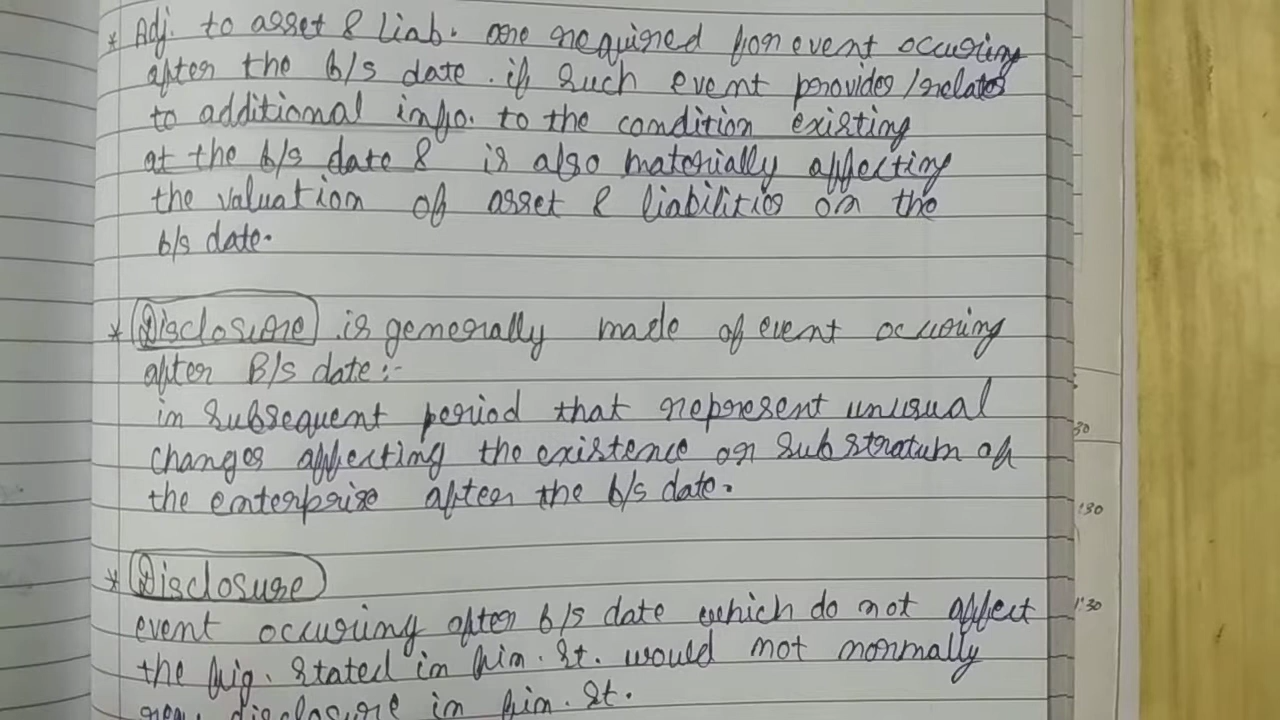 * Adj. to asset & liab. are required for event occuring
after the b/s date. if such event provides/relates
to additional info. to the condition existing
at the b/s date & is also materially affecting
the valuation of asset & liabilities on the
b/s date.
* Disclosure is generally made of event occuring
after B/s date:-
in subsequent period that represent unusual
changes affecting the existence or substratum of
the enterprise after the b/s date.
* Disclosure
event occuring after b/s date which do not affect
the fig. stated in fin. st. would not normally
disclosure in fin. st.
30
:30
1:30